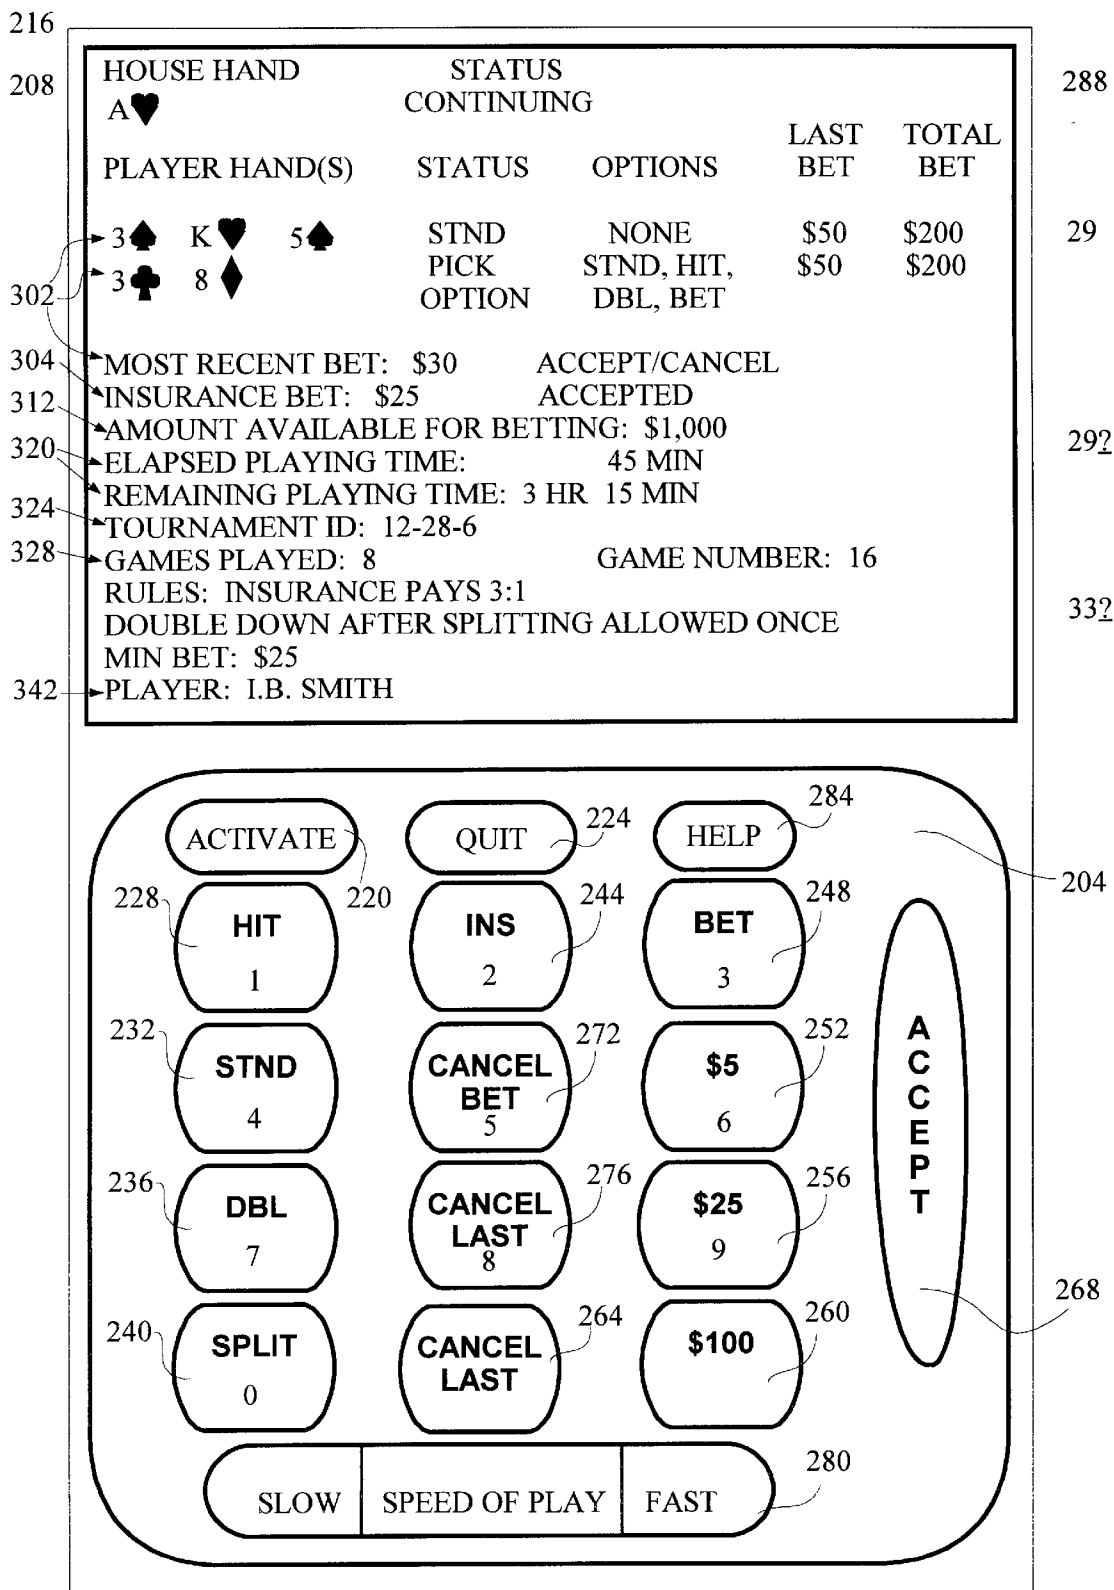 216
208 HOUSE HAND STATUS 288
A♥ CONTINUING
LAST TOTAL
PLAYER HAND(S) STATUS OPTIONS BET BET
3♠ K♥ 5♠ STND NONE $50 $200 29
302 3♣ 8♦ PICK STND, HIT, $50 $200
OPTION DBL, BET
304 MOST RECENT BET: $30 ACCEPT/CANCEL
312 INSURANCE BET: $25 ACCEPTED
AMOUNT AVAILABLE FOR BETTING: $1,000 29?
320 ELAPSED PLAYING TIME: 45 MIN
REMAINING PLAYING TIME: 3 HR 15 MIN
324 TOURNAMENT ID: 12-28-6
328 GAMES PLAYED: 8 GAME NUMBER: 16
RULES: INSURANCE PAYS 3:1
DOUBLE DOWN AFTER SPLITTING ALLOWED ONCE 33?
MIN BET: $25
342 PLAYER: I.B. SMITH
ACTIVATE QUIT 224 HELP 284
228 220 244 248 204
HIT INS BET
1 2 3
232 272 252
STND CANCEL $5
BET
4 5 6
236 276 256
DBL CANCEL $25
LAST
7 8 9
ACCEPT
268
240 264 260
SPLIT CANCEL $100
LAST
0
280
SLOW SPEED OF PLAY FAST